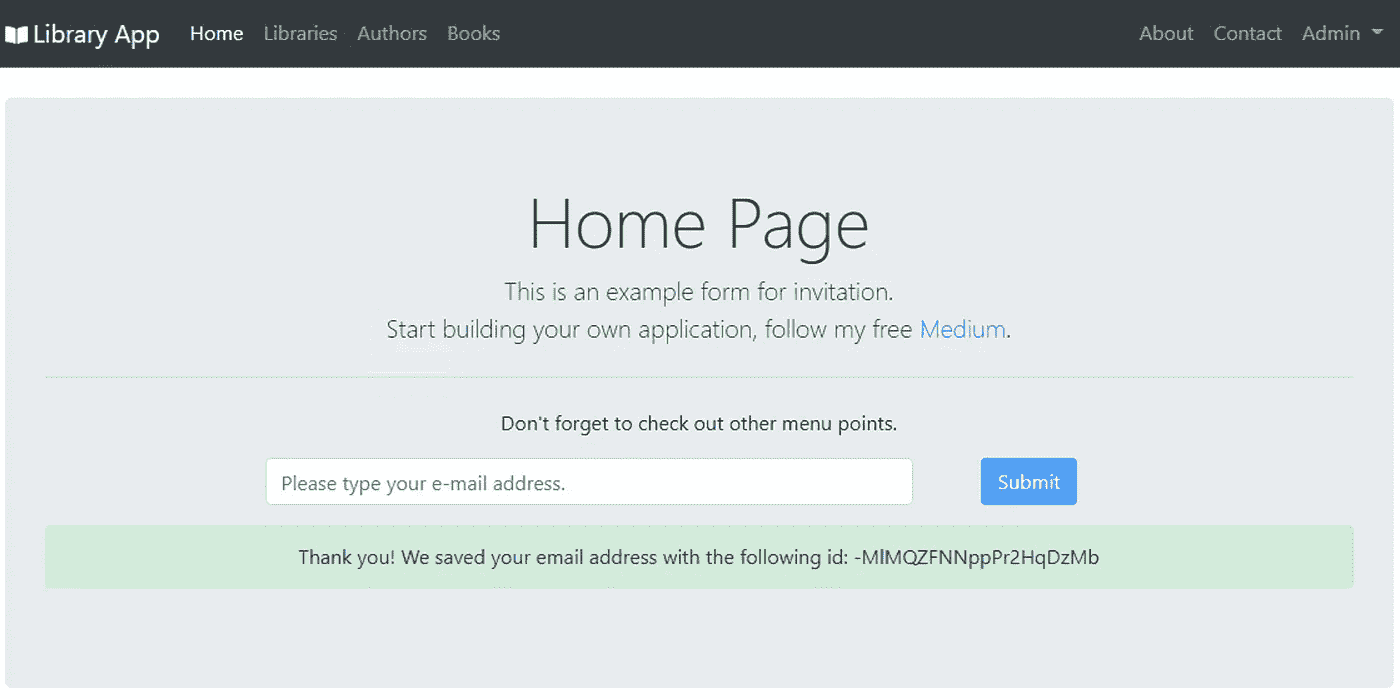 Library App Home Libraries Authors Books About Contact Admin
Home Page
This is an example form for invitation.
Start building your own application, follow my free Medium.
Don't forget to check out other menu points.
Please type your e-mail address. Submit
Thank you! We saved your email address with the following id: -MlMQZFNNppPr2HqDzMb